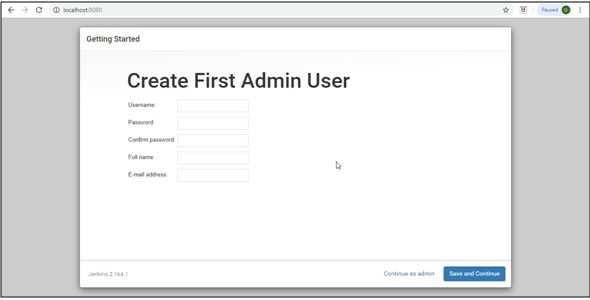 localhost:8080
Paused
Getting Started
Create First Admin User
Username:
Password:
Confirm password:
Full name:
E-mail address:
Jenkins 2.164.1
Continue as admin
Save and Continue